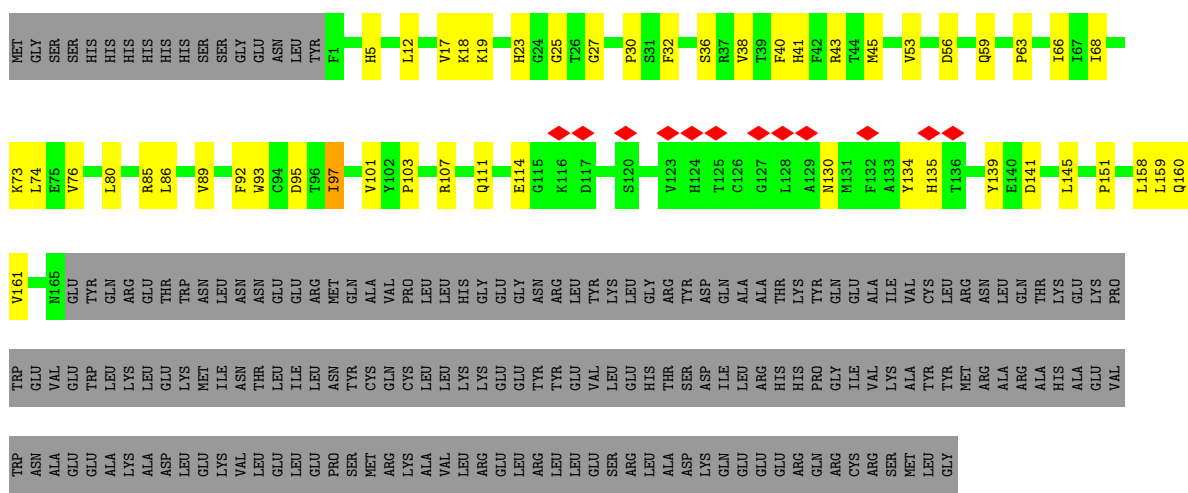 MET GLY SER SER HIS HIS HIS HIS HIS HIS SER SER GLY GLU ASN LEU TYR F1 H5 L12 V17 K18 K19 H23 G24 G25 T26 G27 P30 S31 F32 S36 R37 V38 T39 F40 H41 F42 R43 T44 M45 V53 D56 Q59 P63 I66 I67 I68
K73 L74 E75 V76 L80 R85 L86 V89 F92 W93 C94 D95 T96 I97 V101 Y102 P103 R107 Q111 E114 G115 K116 D117 S120 V123 H124 T125 C126 G127 L128 A129 N130 M131 F132 A133 Y134 H135 T136 Y139 E140 D141 L145 P151 L158 L159 Q160
V161 N165 GLU TYR GLN ARG GLU THR TRP ASN LEU ASN ASN GLU GLU ARG MET GLN ALA VAL PRO LEU LEU HIS GLY GLU GLY ASN ARG LEU TYR LYS LEU GLY ARG TYR ASP GLN ALA ALA THR LYS TYR GLN GLU ALA ILE VAL CYS LEU ARG ASN LEU GLN THR LYS GLU LYS PRO
TRP GLU VAL GLU TRP LEU LYS LEU GLU LYS MET ILE ASN THR LEU ILE LEU ASN TYR CYS GLN CYS LEU LEU LYS LYS GLU GLU TYR TYR GLU VAL LEU GLU HIS THR SER ASP ILE LEU ARG HIS HIS PRO GLY ILE VAL LYS ALA TYR TYR MET ARG ALA ARG ALA HIS ALA GLU VAL
TRP ASN ALA GLU GLU ALA LYS ALA ASP LEU GLU LYS VAL LEU GLU LEU GLU PRO SER MET ARG LYS ALA VAL LEU ARG GLU LEU ARG LEU LEU GLU SER ARG LEU ALA ASP LYS GLN GLU GLU GLU ARG GLN ARG CYS ARG SER MET LEU GLY